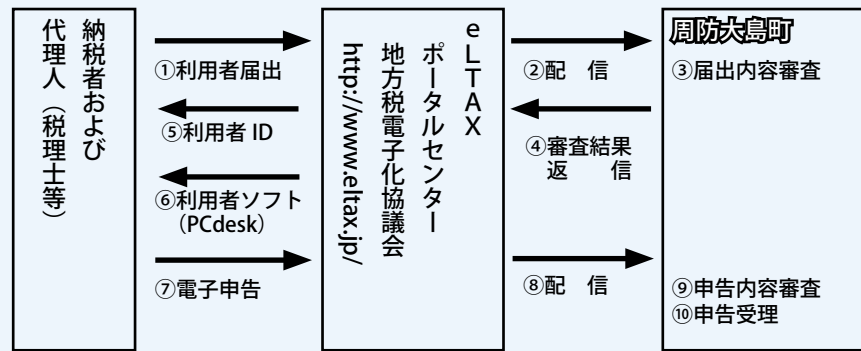 納税者および
代理人（税理士等）
①利用者届出
⑤利用者 ID
⑥利用者ソフト
（PCdesk）
⑦電子申告
eLTAX
ポータルセンター
地方税電子化協議会
http://www.eltax.jp/
②配　信
④審査結果
返　　信
⑧配　信
周防大島町
③届出内容審査
⑨申告内容審査
⑩申告受理